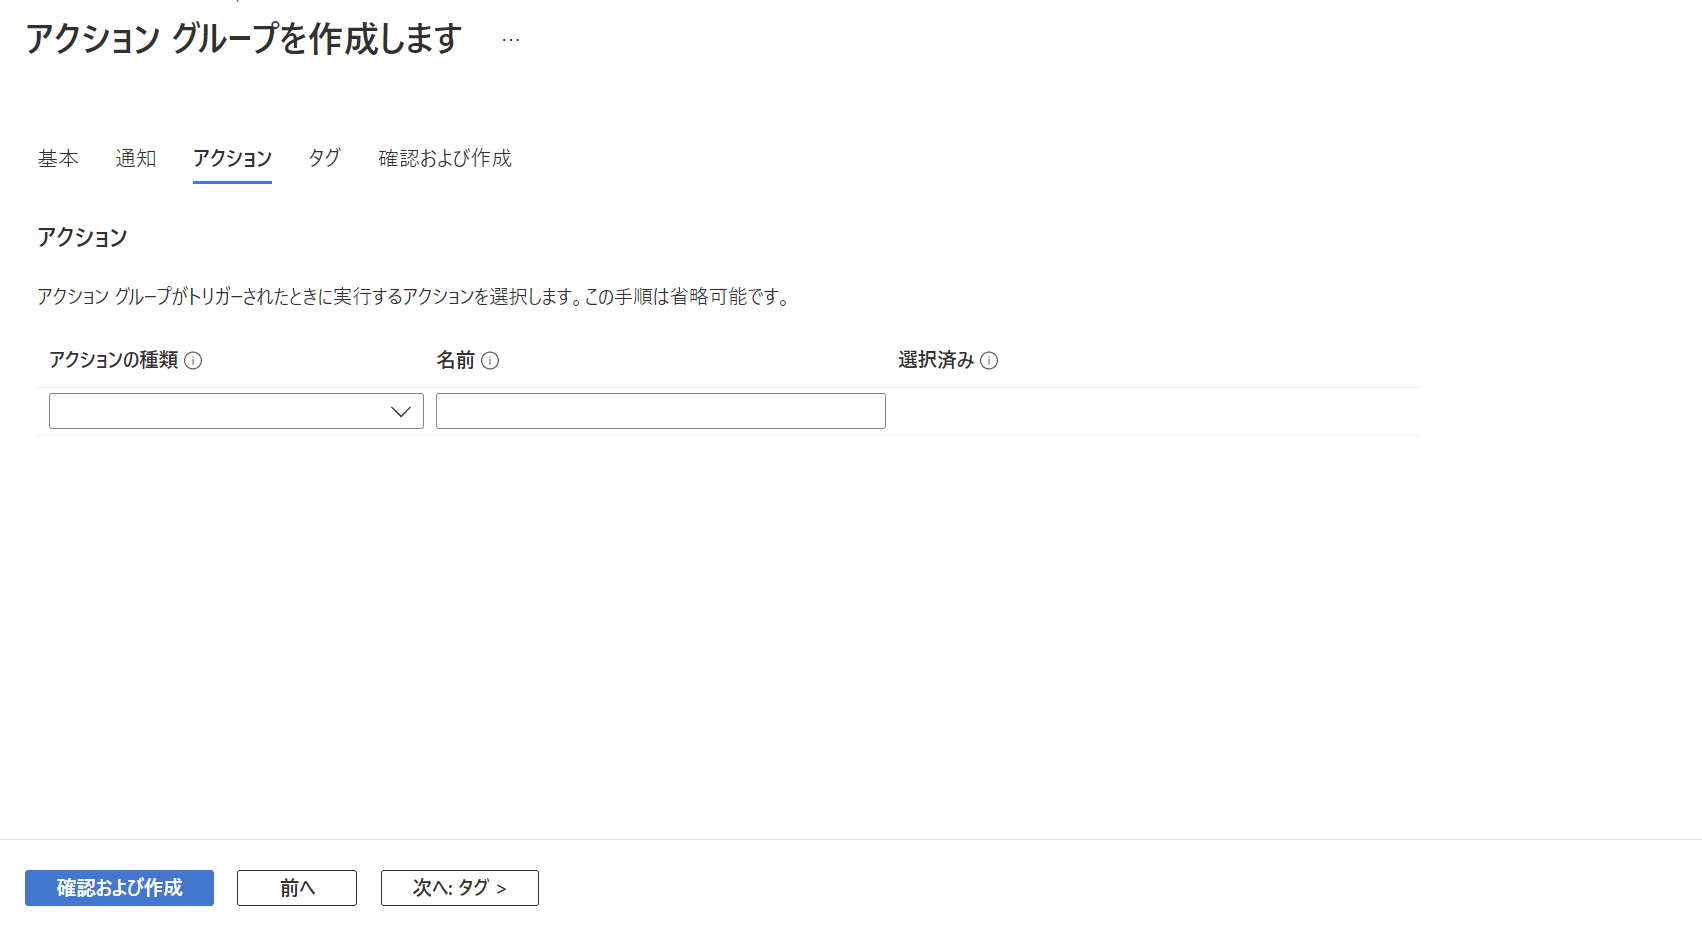 アクション グループを作成します ...
基本 通知 アクション タグ 確認および作成
アクション
アクション グループがトリガーされたときに実行するアクションを選択します。この手順は省略可能です。
アクションの種類 名前 選択済み
確認および作成 前へ 次へ: タグ >